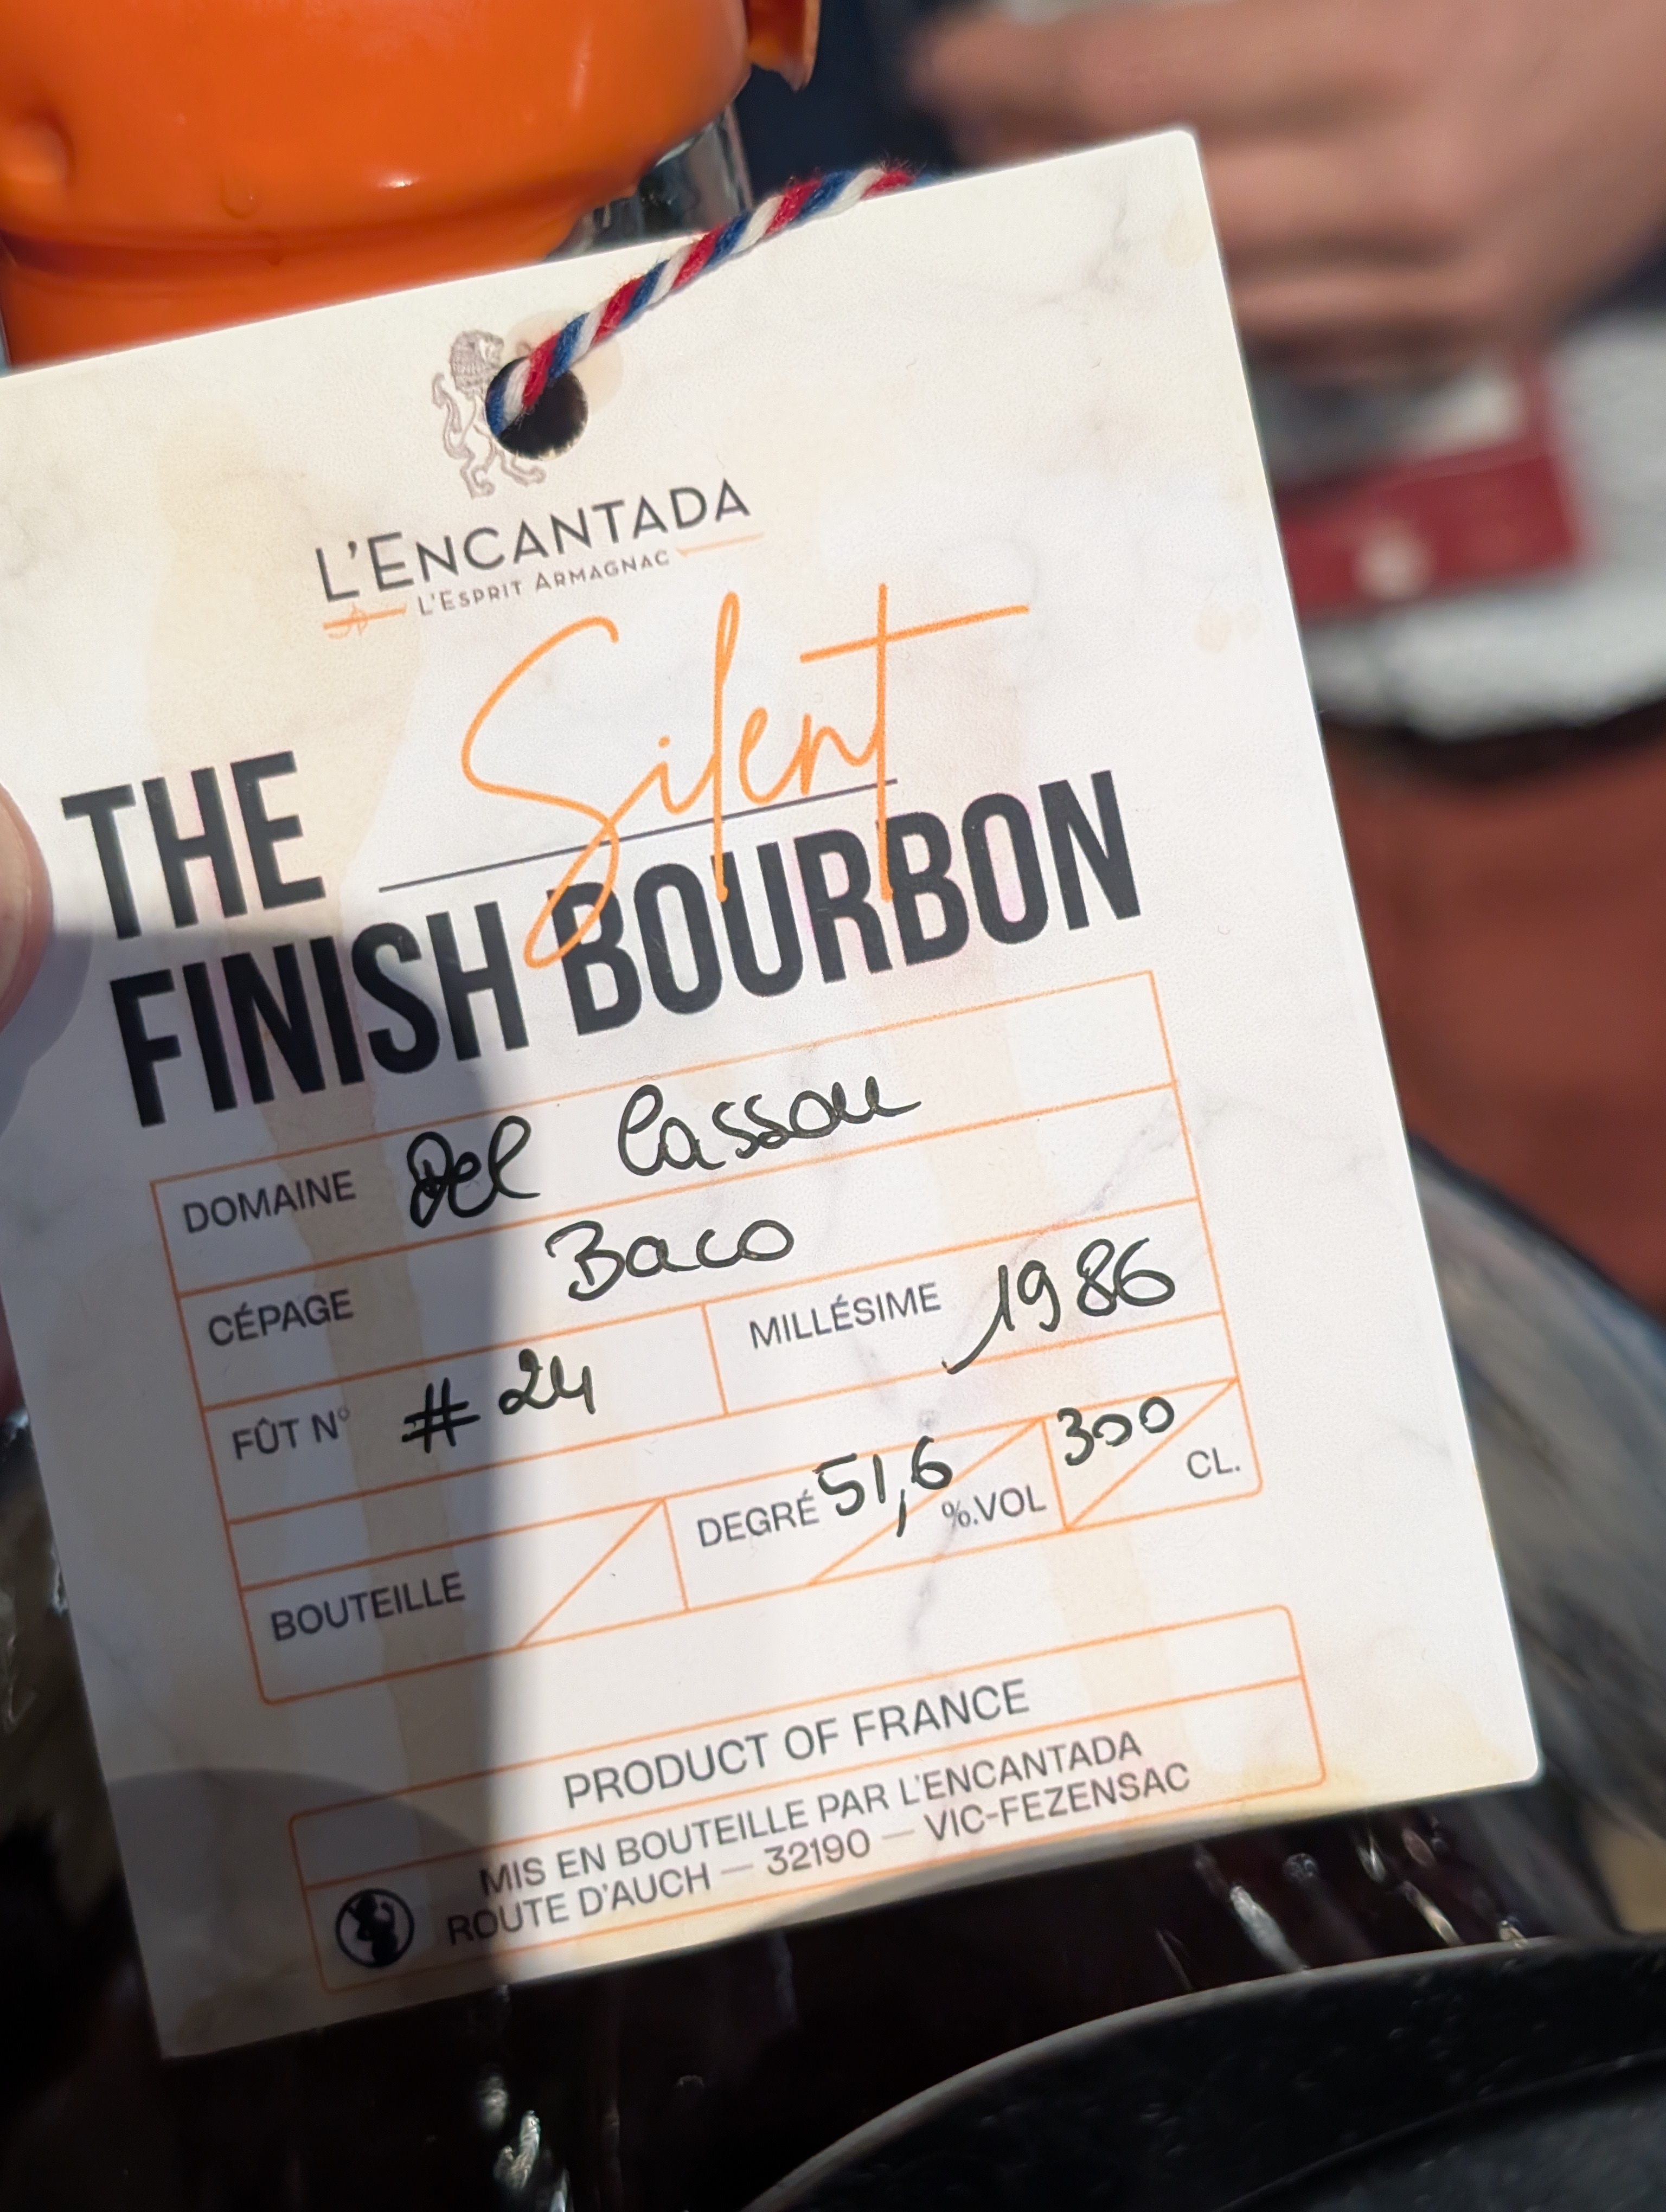 L'ENCANTADA
L'ESPRIT ARMAGNAC
THE Silent
FINISH BOURBON
DOMAINE Del Cassou
CÉPAGE Baco
FÛT N° #24 MILLÉSIME 1986
BOUTEILLE DEGRÉ 51,6 %.VOL 300 CL.
PRODUCT OF FRANCE
MIS EN BOUTEILLE PAR L'ENCANTADA
ROUTE D'AUCH — 32190 — VIC-FEZENSAC